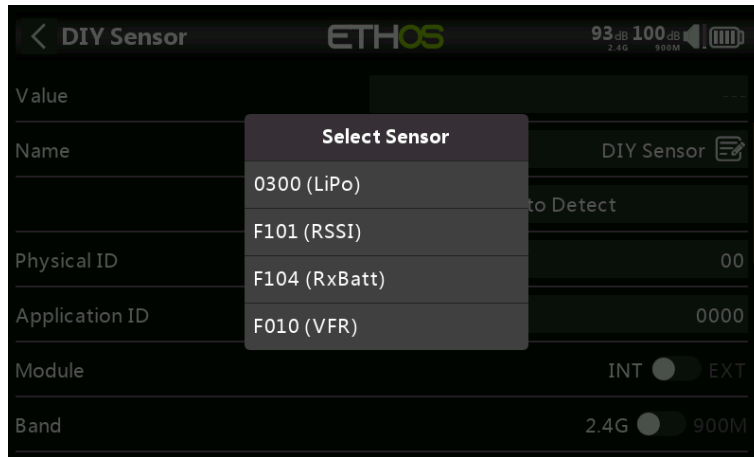 DIY Sensor
ETHOS
93dB 100dB
2.4G 900M
Value
---
Name
DIY Sensor
to Detect
Physical ID
00
Application ID
0000
Module
INT EXT
Band
2.4G 900M
Select Sensor
0300 (LiPo)
F101 (RSSI)
F104 (RxBatt)
F010 (VFR)